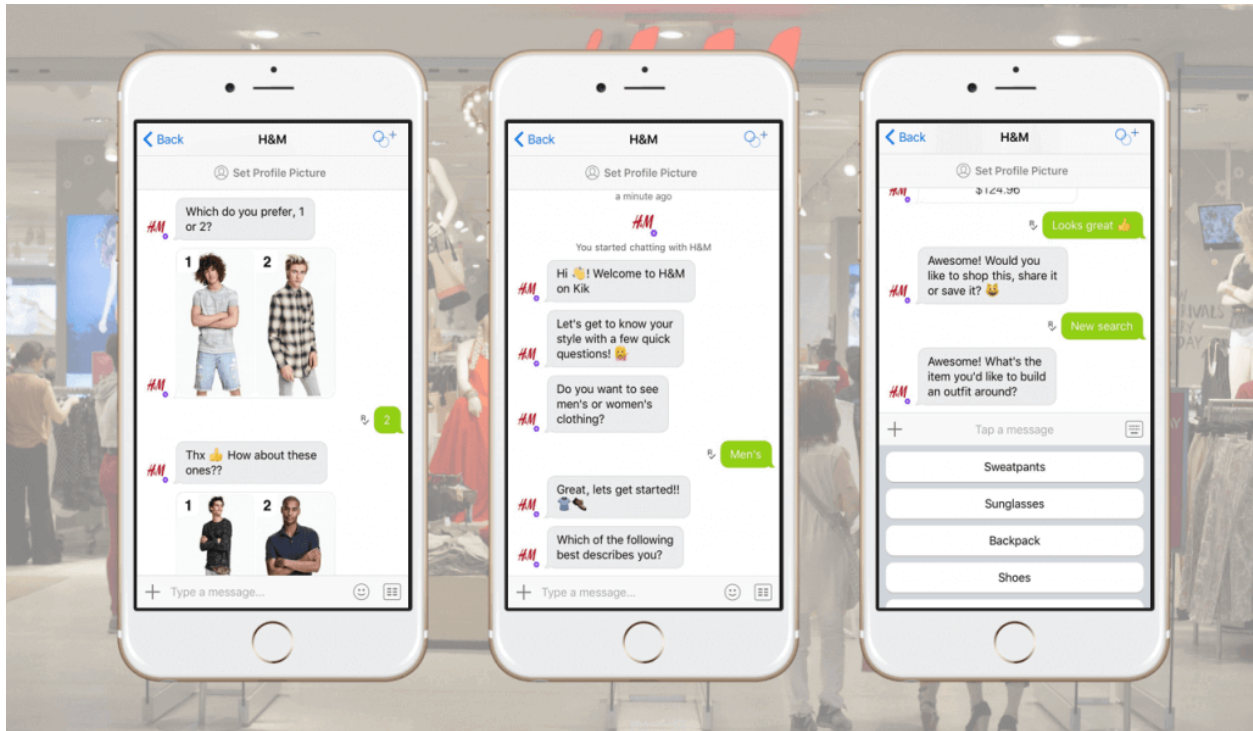 Back
H&M
Set Profile Picture
H&M
Which do you prefer, 1
or 2?
1
2
H&M
2
H&M
Thx 👍 How about these
ones??
1
2
Type a message...
Back
H&M
Set Profile Picture
a minute ago
H&M
You started chatting with H&M
H&M
Hi 👋! Welcome to H&M
on Kik
H&M
Let's get to know your
style with a few quick
questions! 🙈
H&M
Do you want to see
men's or women's
clothing?
R
Men's
H&M
Great, lets get started!!
👕👞
H&M
Which of the following
best describes you?
Type a message...
Back
H&M
Set Profile Picture
H&M
$124.96
R
Looks great 👍
H&M
Awesome! Would you
like to shop this, share it
or save it? 😸
R
New search
H&M
Awesome! What's the
item you'd like to build
an outfit around?
Tap a message
Sweatpants
Sunglasses
Backpack
Shoes